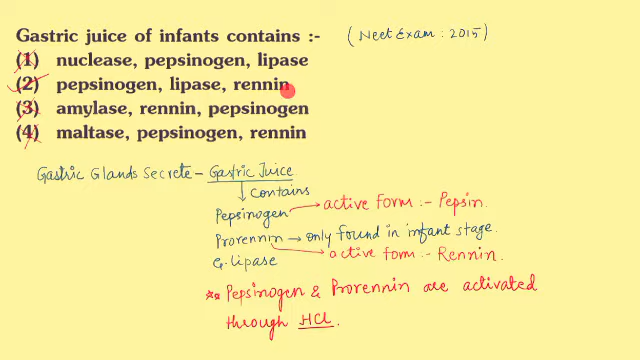 Gastric juice of infants contains :-
(Neet Exam : 2015)
(1) nuclease, pepsinogen, lipase
(2) pepsinogen, lipase, rennin
(3) amylase, rennin, pepsinogen
(4) maltase, pepsinogen, rennin
Gastric Glands Secrete - Gastric Juice
contains
Pepsinogen → active form :- Pepsin.
Prorennin → only found in infant stage.
→ active form :- Rennin.
G. lipase
** Pepsinogen & Prorennin are activated
through HCl.